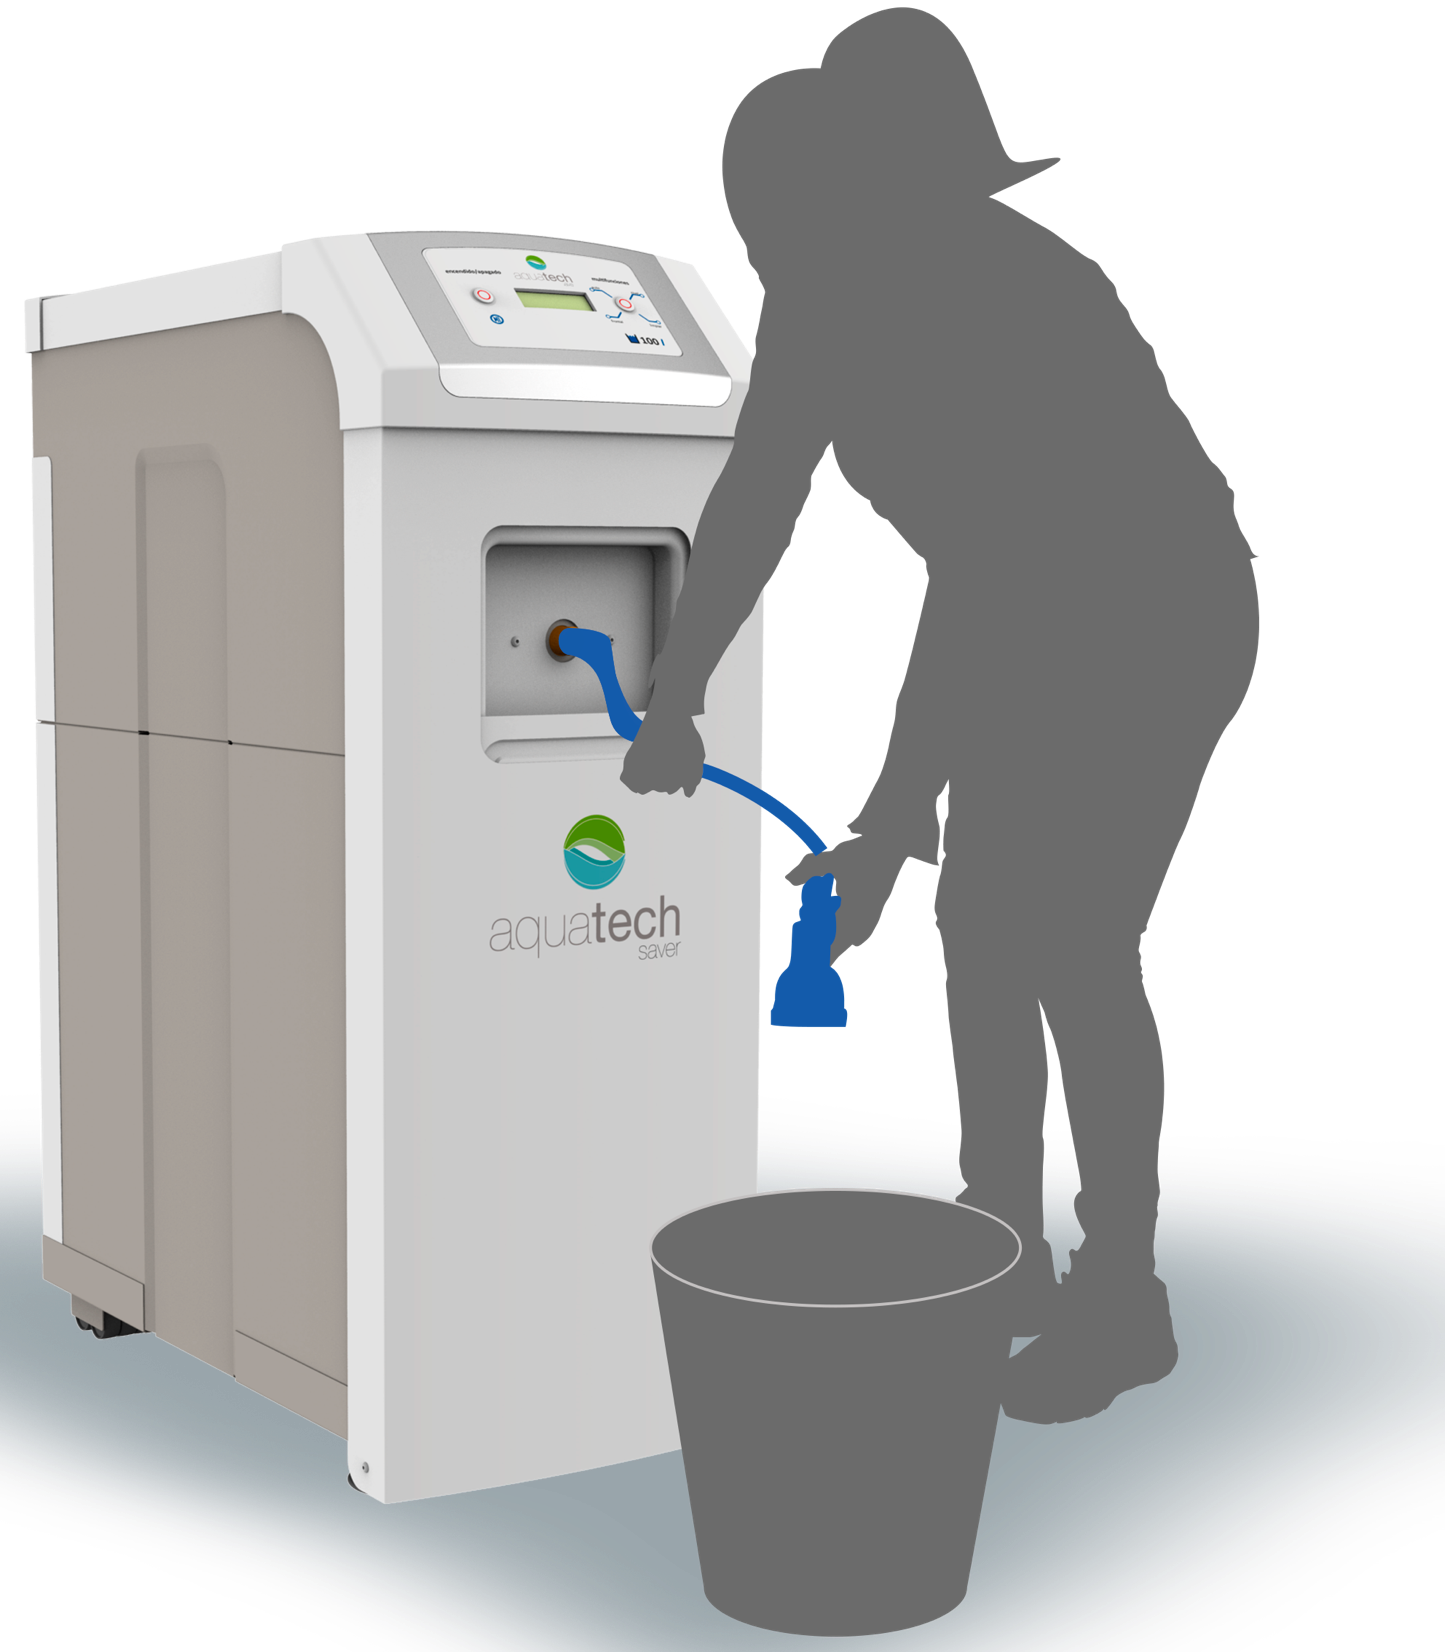 encendido/apagado
aquatech
multifunciones
100 l
aquatech
saver